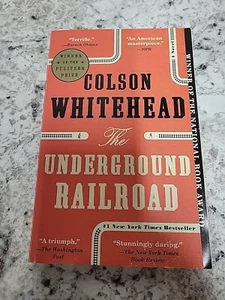 "Terrific."
—Barack Obama
"An American
masterpiece."
—NPR
A Novel
WINNER
OF THE
PULITZER
PRIZE
COLSON
WHITEHEAD
The
UNDERGROUND
RAILROAD
WINNER OF THE NATIONAL BOOK AWARD
#1 New York Times Bestseller
"A triumph."
—The Washington
Post
"Stunningly daring."
—The New York Times
Book Review